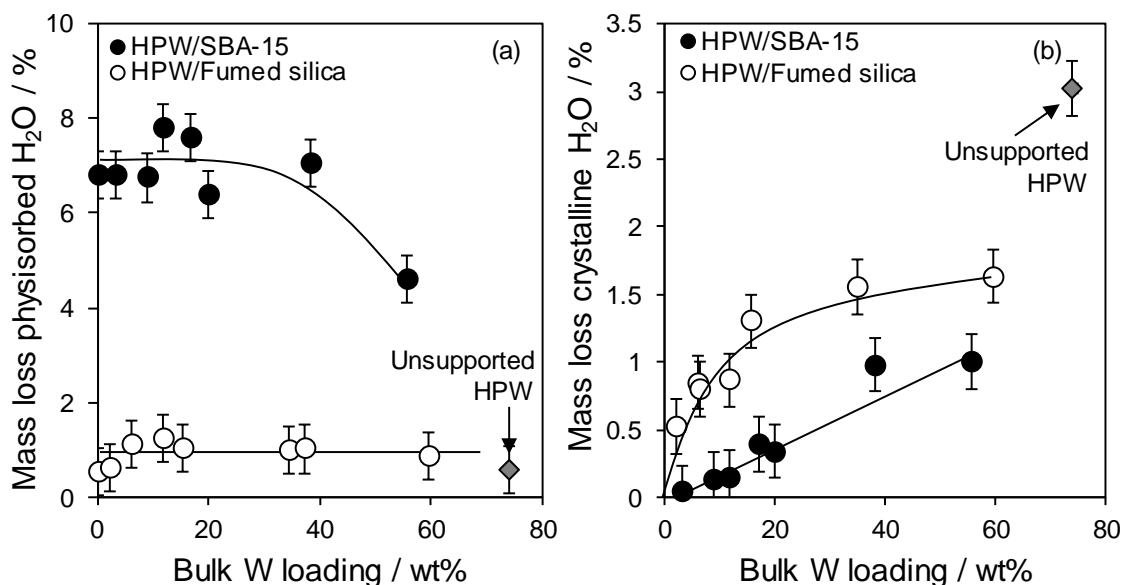 Mass loss physisorbed H₂O / %
10
8
6
4
2
0
● HPW/SBA-15
○ HPW/Fumed silica
(a)
Unsupported
HPW
0 20 40 60 80
Bulk W loading / wt%
Mass loss crystalline H₂O / %
3.5
3
2.5
2
1.5
1
0.5
0
● HPW/SBA-15
○ HPW/Fumed silica
(b)
Unsupported
HPW
0 20 40 60 80
Bulk W loading / wt%